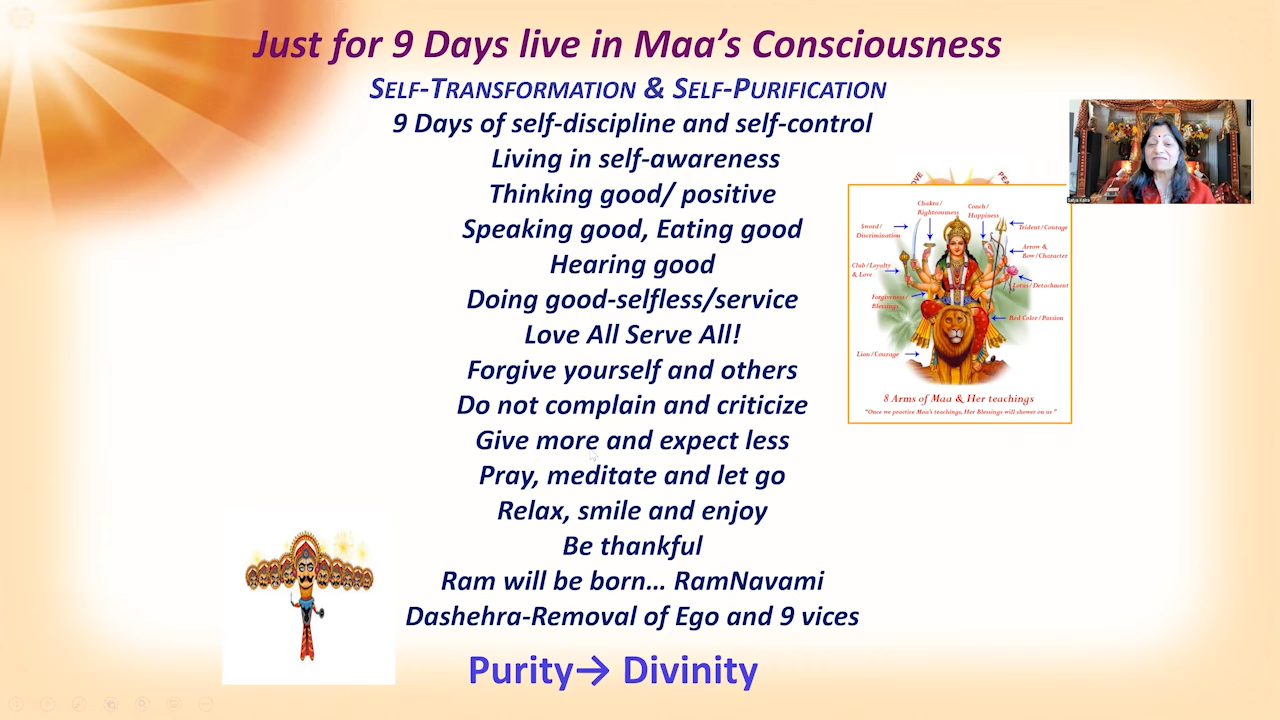 Just for 9 Days live in Maa's Consciousness
SELF-TRANSFORMATION & SELF-PURIFICATION
9 Days of self-discipline and self-control
Living in self-awareness
Thinking good/ positive
Speaking good, Eating good
Hearing good
Doing good-selfless/service
Love All Serve All!
Forgive yourself and others
Do not complain and criticize
Give more and expect less
Pray, meditate and let go
Relax, smile and enjoy
Be thankful
Ram will be born... RamNavami
Dashehra-Removal of Ego and 9 vices
Purity→ Divinity
Chakra/
Righteousness
Conch/
Happiness
Sword/
Discrimination
Trident/Courage
Arrow &
Bow/Character
Club/Loyalty
& Love
Lotus/Detachment
Forgiveness/
Blessings
Red Color/Passion
Lion/Courage
8 Arms of Maa & Her teachings
"Once we practice Maa's teachings, Her Blessings will shower on us"